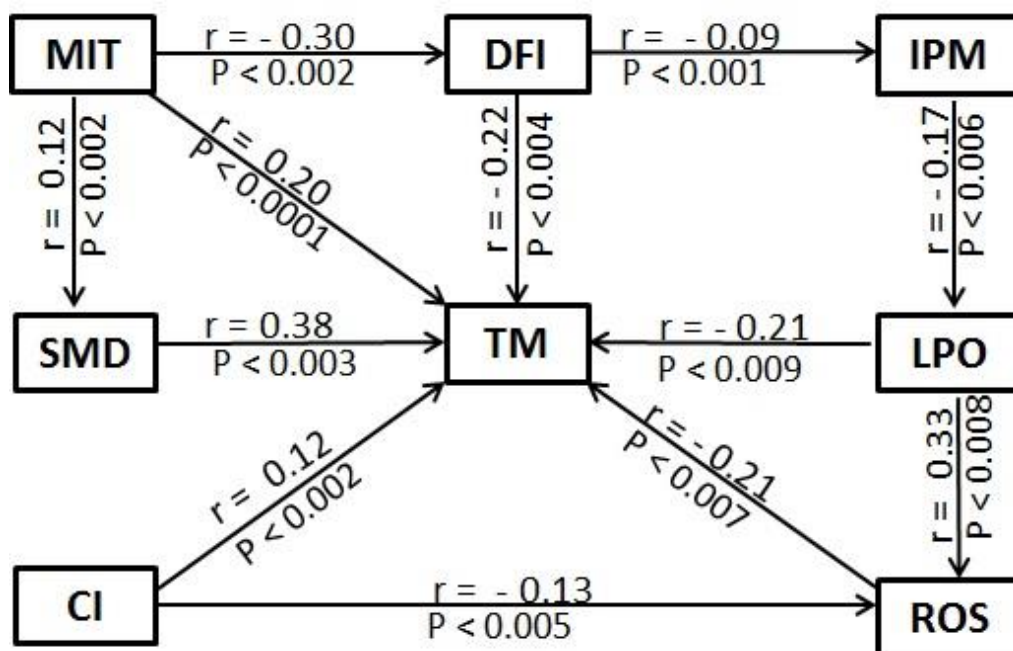 MIT
r = - 0.30
P < 0.002
DFI
r = - 0.09
P < 0.001
IPM
r = 0.12
P < 0.002
r = 0.20
P < 0.0001
r = - 0.22
P < 0.004
r = - 0.17
P < 0.006
SMD
r = 0.38
P < 0.003
TM
r = - 0.21
P < 0.009
LPO
r = 0.12
P < 0.002
r = - 0.21
P < 0.007
r = 0.33
P < 0.008
CI
r = - 0.13
P < 0.005
ROS